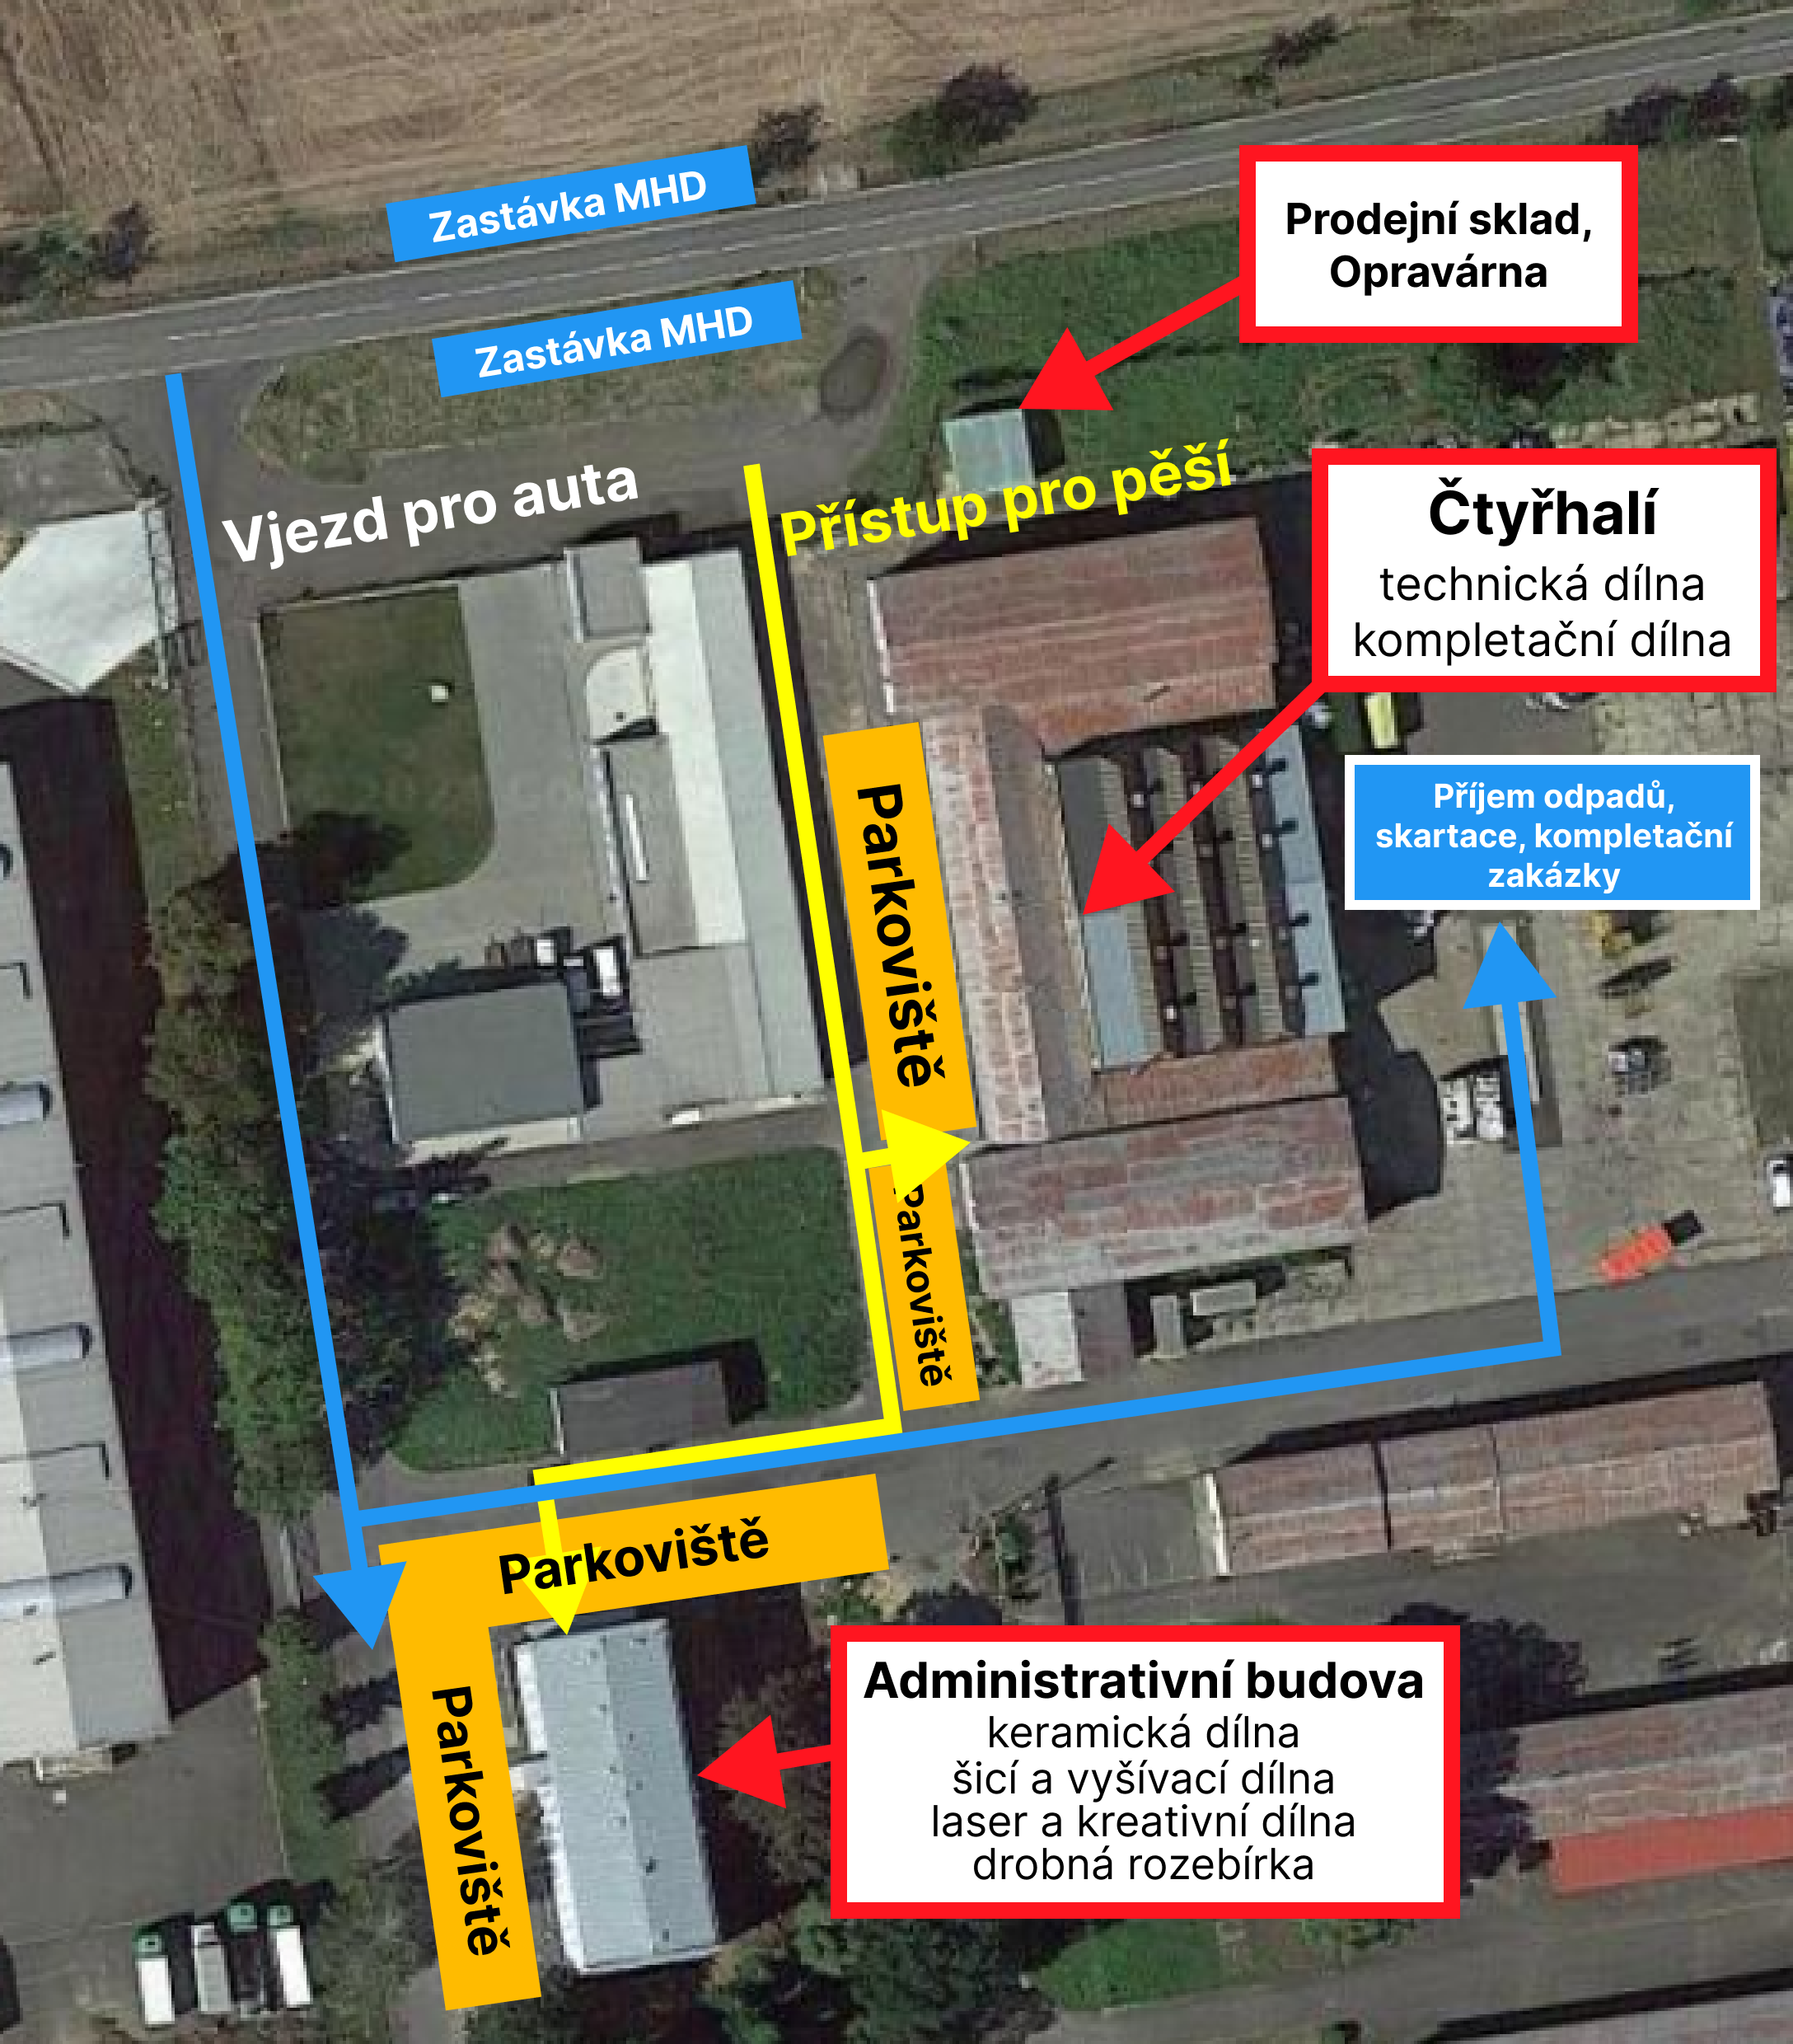 Zastávka MHD
Zastávka MHD
Prodejní sklad,
Opravárna
Vjezd pro auta
Přístup pro pěší
Čtyřhalí
technická dílna
kompletační dílna
Parkoviště
Příjem odpadů,
skartace, kompletační
zakázky
Parkoviště
Parkoviště
Parkoviště
Administrativní budova
keramická dílna
šicí a vyšívací dílna
laser a kreativní dílna
drobná rozebírka